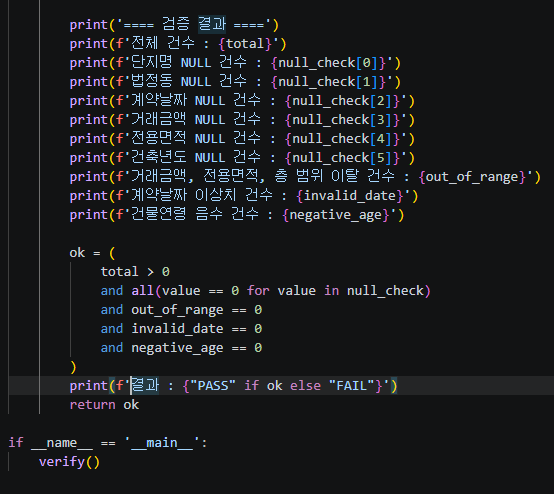 print('==== 검증 결과 ====')
print(f'전체 건수 : {total}')
print(f'단지명 NULL 건수 : {null_check[0]}')
print(f'법정동 NULL 건수 : {null_check[1]}')
print(f'계약날짜 NULL 건수 : {null_check[2]}')
print(f'거래금액 NULL 건수 : {null_check[3]}')
print(f'전용면적 NULL 건수 : {null_check[4]}')
print(f'건축년도 NULL 건수 : {null_check[5]}')
print(f'거래금액, 전용면적, 층 범위 이탈 건수 : {out_of_range}')
print(f'계약날짜 이상치 건수 : {invalid_date}')
print(f'건물연령 음수 건수 : {negative_age}')
ok = (
total > 0
and all(value == 0 for value in null_check)
and out_of_range == 0
and invalid_date == 0
and negative_age == 0
)
print(f'결과 : {"PASS" if ok else "FAIL"}')
return ok
if __name__ == '__main__':
verify()